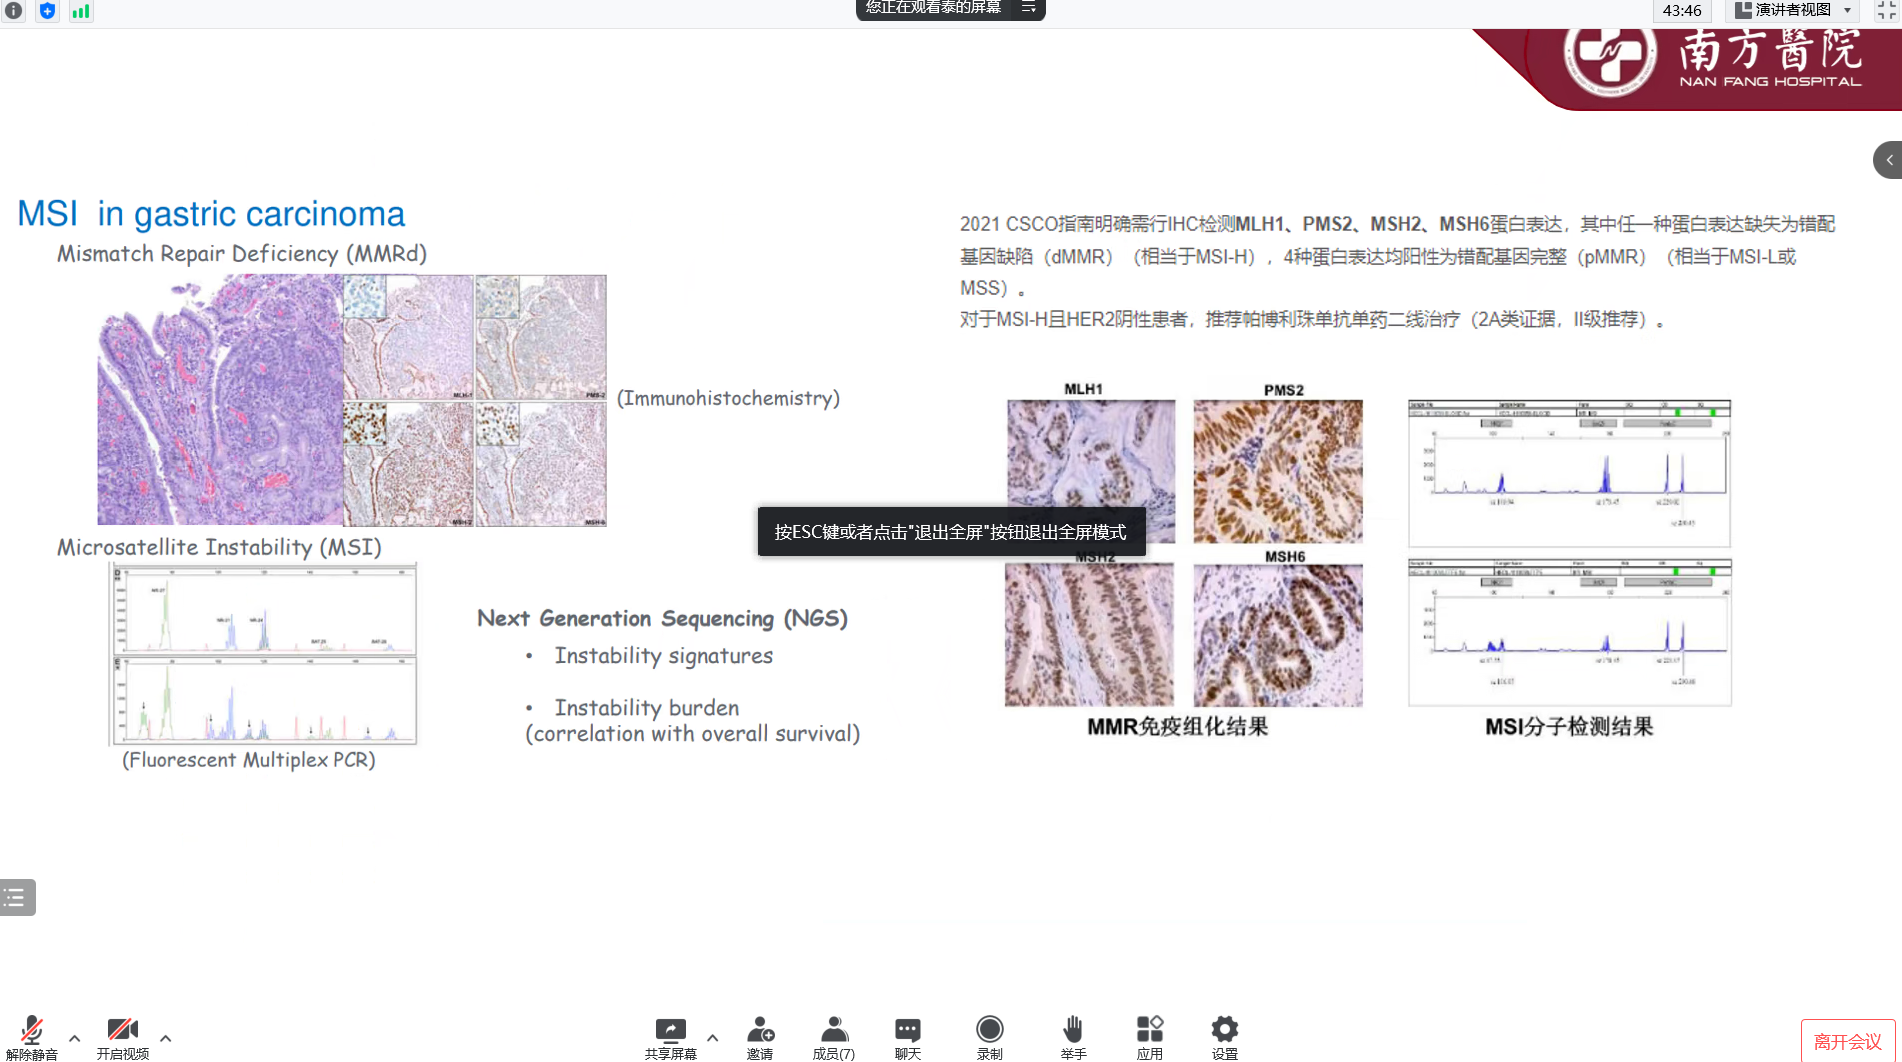 您正在观看泰的屏幕
43:46
演讲者视图
南方醫院
NAN FANG HOSPITAL
MSI in gastric carcinoma
Mismatch Repair Deficiency (MMRd)
MLH-1
PMS-2
MSH-2
MSH-6
(Immunohistochemistry)
Microsatellite Instability (MSI)
(Fluorescent Multiplex PCR)
Next Generation Sequencing (NGS)
• Instability signatures
• Instability burden
(correlation with overall survival)
2021 CSCO指南明确需行IHC检测MLH1、PMS2、MSH2、MSH6蛋白表达，其中任一种蛋白表达缺失为错配
基因缺陷（dMMR）（相当于MSI-H），4种蛋白表达均阳性为错配基因完整（pMMR）（相当于MSI-L或
MSS）。
对于MSI-H且HER2阴性患者，推荐帕博利珠单抗单药二线治疗（2A类证据，II级推荐）。
MLH1
PMS2
按ESC键或者点击"退出全屏"按钮退出全屏模式
MSH2
MSH6
MMR免疫组化结果
MSI分子检测结果
解除静音
开启视频
共享屏幕
邀请
成员(7)
聊天
录制
举手
应用
设置
离开会议